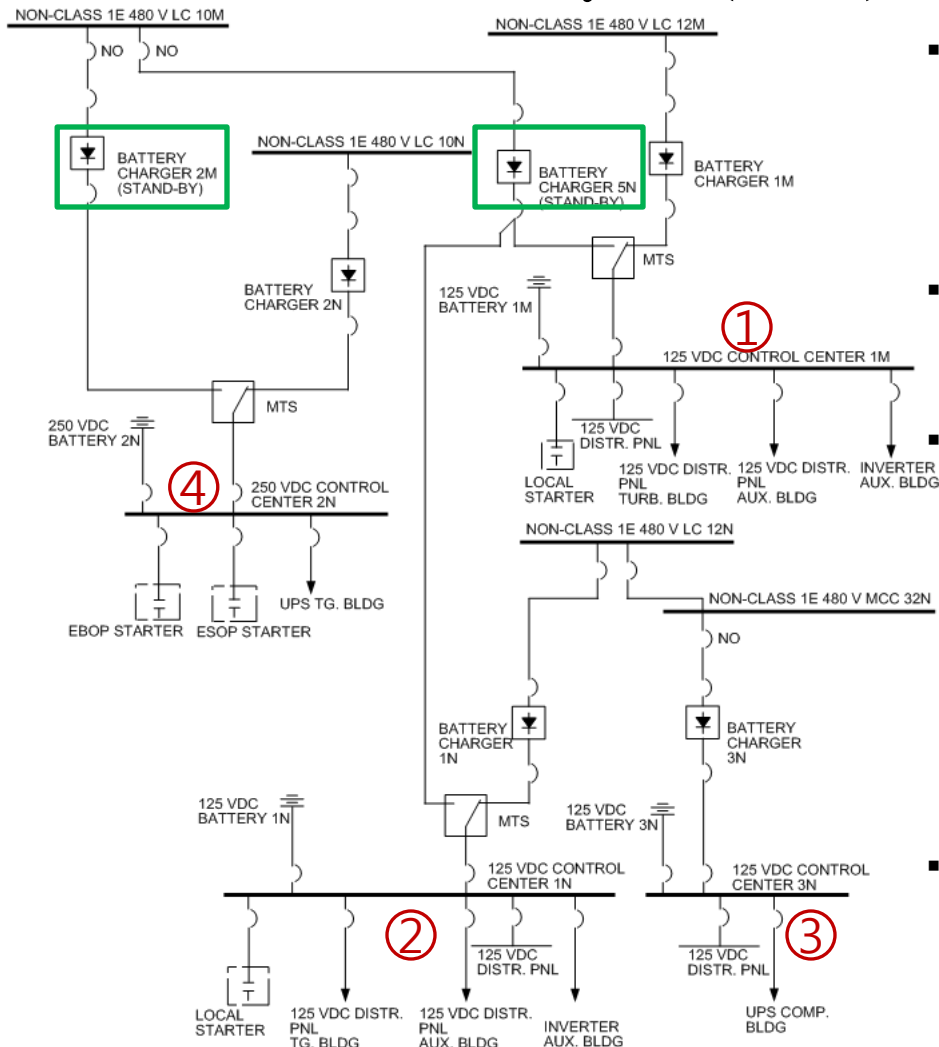 NON-CLASS 1E 480 V LC 10M
NON-CLASS 1E 480 V LC 12M
NO
NO
BATTERY
CHARGER 2M
(STAND-BY)
NON-CLASS 1E 480 V LC 10N
BATTERY
CHARGER 5N
(STAND-BY)
BATTERY
CHARGER 1M
BATTERY
CHARGER 2N
MTS
125 VDC
BATTERY 1M
①
125 VDC CONTROL CENTER 1M
MTS
250 VDC
BATTERY 2N
④
250 VDC CONTROL
CENTER 2N
125 VDC
DISTR. PNL
LOCAL
STARTER
125 VDC DISTR.
PNL
TURB. BLDG
125 VDC DISTR.
PNL
AUX. BLDG
INVERTER
AUX. BLDG
EBOP STARTER
ESOP STARTER
UPS TG. BLDG
NON-CLASS 1E 480 V LC 12N
NON-CLASS 1E 480 V MCC 32N
NO
BATTERY
CHARGER
1N
BATTERY
CHARGER
3N
125 VDC
BATTERY 1N
MTS
125 VDC
BATTERY 3N
125 VDC CONTROL
CENTER 1N
125 VDC CONTROL
CENTER 3N
②
③
125 VDC
DISTR. PNL
125 VDC
DISTR. PNL
LOCAL
STARTER
125 VDC DISTR.
PNL
TG. BLDG
125 VDC DISTR.
PNL
AUX. BLDG
INVERTER
AUX. BLDG
UPS COMP.
BLDG